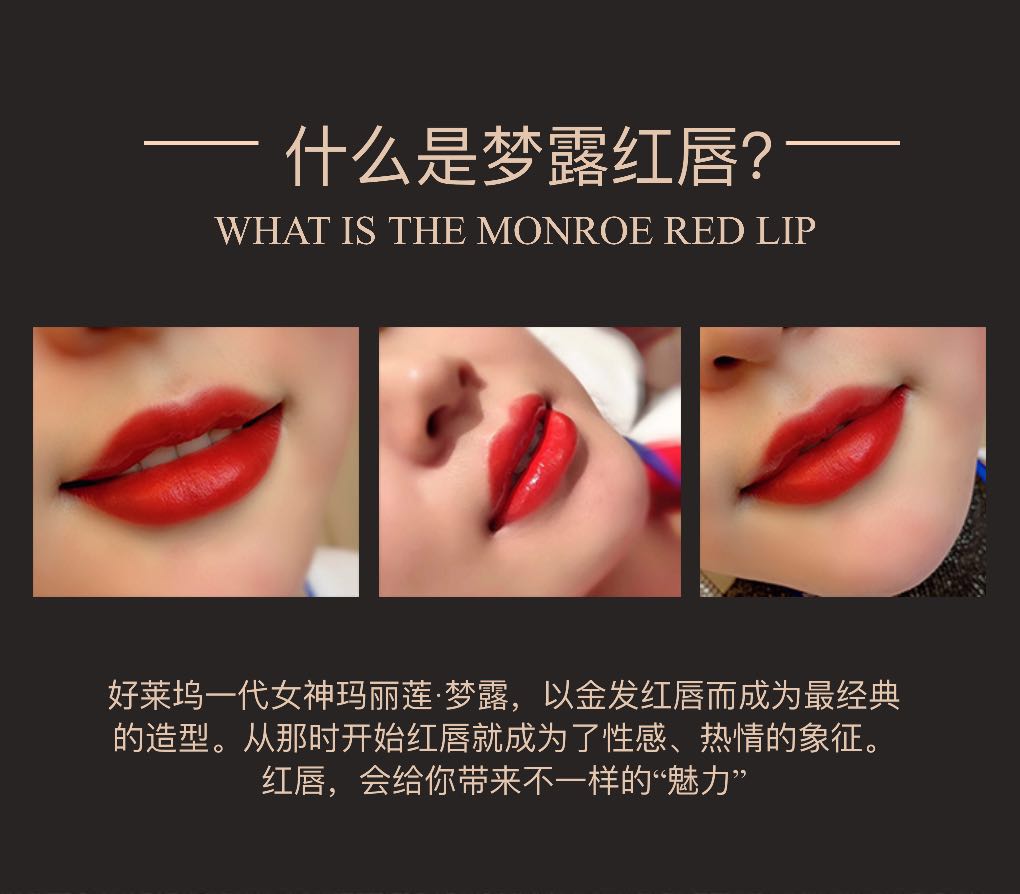 什么是梦露红唇?
WHAT IS THE MONROE RED LIP
好莱坞一代女神玛丽莲·梦露，以金发红唇而成为最经典
的造型。从那时开始红唇就成为了性感、热情的象征。
红唇，会给你带来不一样的“魅力”